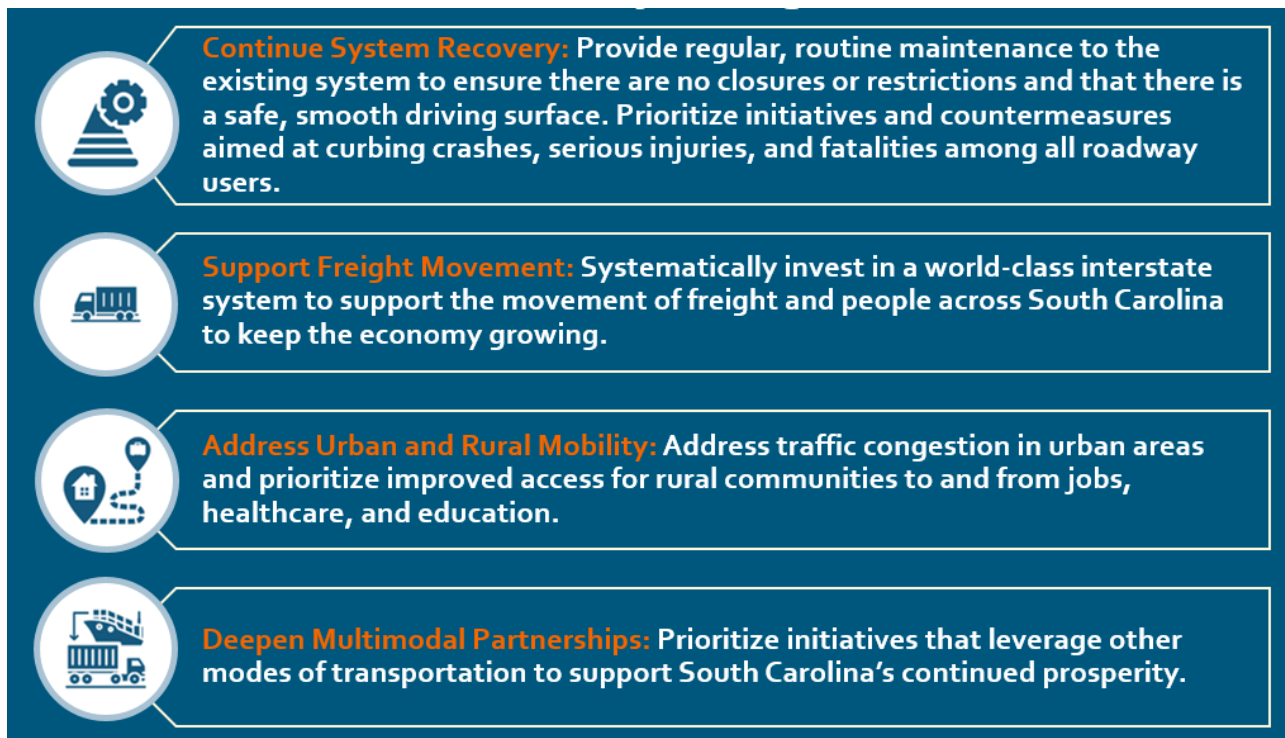 Continue System Recovery: Provide regular, routine maintenance to the
existing system to ensure there are no closures or restrictions and that there is
a safe, smooth driving surface. Prioritize initiatives and countermeasures
aimed at curbing crashes, serious injuries, and fatalities among all roadway
users.
Support Freight Movement: Systematically invest in a world-class interstate
system to support the movement of freight and people across South Carolina
to keep the economy growing.
Address Urban and Rural Mobility: Address traffic congestion in urban areas
and prioritize improved access for rural communities to and from jobs,
healthcare, and education.
Deepen Multimodal Partnerships: Prioritize initiatives that leverage other
modes of transportation to support South Carolina’s continued prosperity.